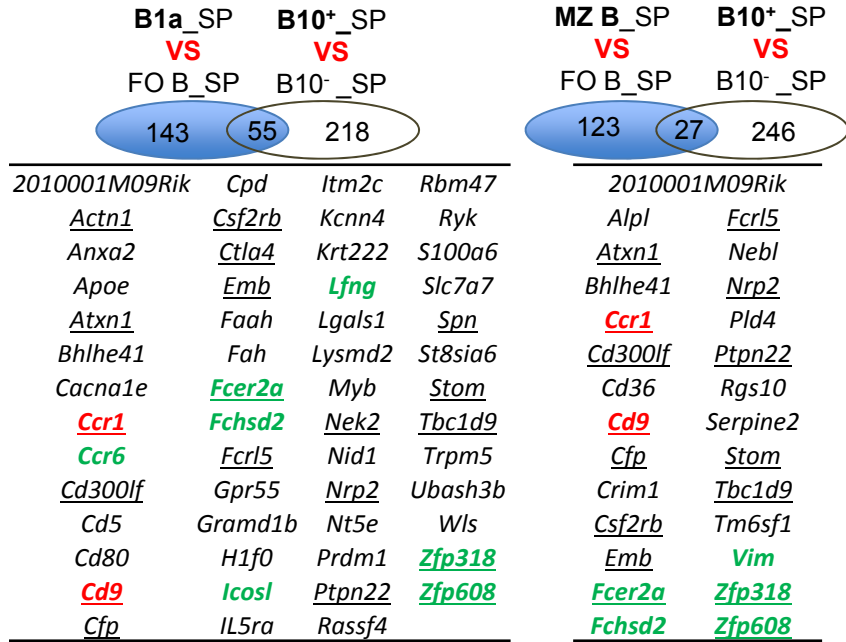 B1a_SP B10⁺_SP MZ B_SP B10⁺_SP
VS VS VS VS
FO B_SP B10⁻_SP FO B_SP B10⁻_SP
143 55 218 123 27 246
2010001M09Rik Cpd Itm2c Rbm47 2010001M09Rik
Actn1 Csf2rb Kcnn4 Ryk Alpl Fcrl5
Anxa2 Ctla4 Krt222 S100a6 Atxn1 Nebl
Apoe Emb Lfng Slc7a7 Bhlhe41 Nrp2
Atxn1 Faah Lgals1 Spn Ccr1 Pld4
Bhlhe41 Fah Lysmd2 St8sia6 Cd300lf Ptpn22
Cacna1e Fcer2a Myb Stom Cd36 Rgs10
Ccr1 Fchsd2 Nek2 Tbc1d9 Cd9 Serpine2
Ccr6 Fcrl5 Nid1 Trpm5 Cfp Stom
Cd300lf Gpr55 Nrp2 Ubash3b Crim1 Tbc1d9
Cd5 Gramd1b Nt5e Wls Csf2rb Tm6sf1
Cd80 H1f0 Prdm1 Zfp318 Emb Vim
Cd9 Icosl Ptpn22 Zfp608 Fcer2a Zfp318
Cfp IL5ra Rassf4 Fchsd2 Zfp608